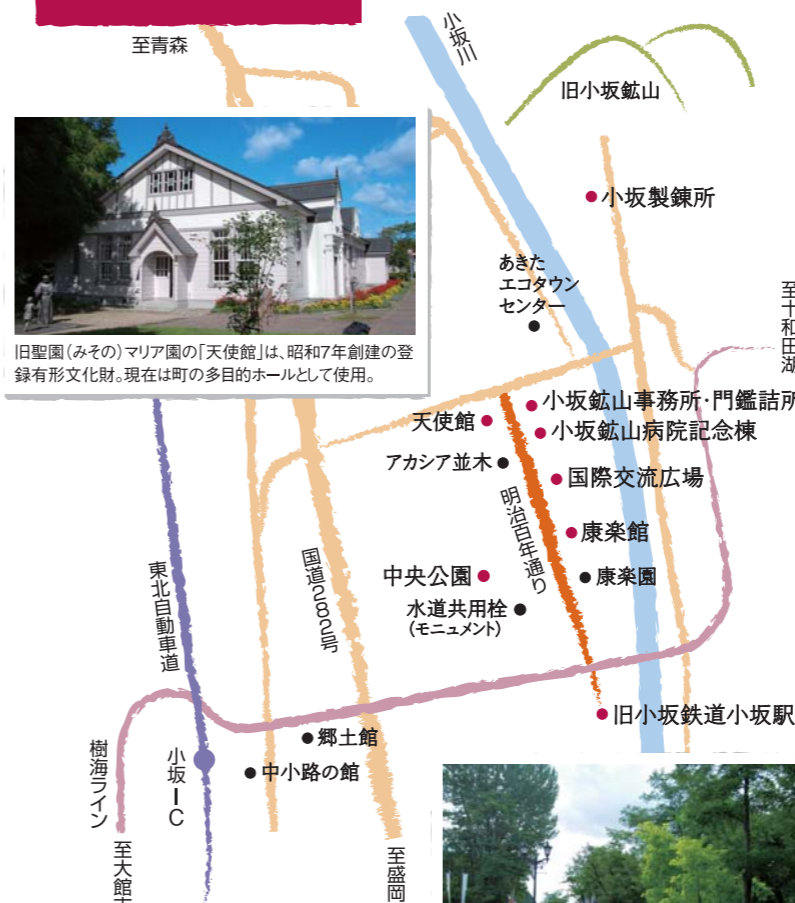 至青森
小坂川
旧小坂鉱山
小坂製錬所
あきた
エコタウン
センター
至十和田湖
旧聖園(みその)マリア園の「天使館」は、昭和7年創建の登
録有形文化財。現在は町の多目的ホールとして使用。
小坂鉱山事務所・門鑑詰所
天使館
小坂鉱山病院記念棟
アカシア並木
国際交流広場
明治百年通り
康楽館
中央公園
康楽園
水道共用栓
(モニュメント)
国道282号
東北自動車道
旧小坂鉄道小坂駅
郷土館
中小路の館
小坂IC
樹海ライン
至大館市
至盛岡